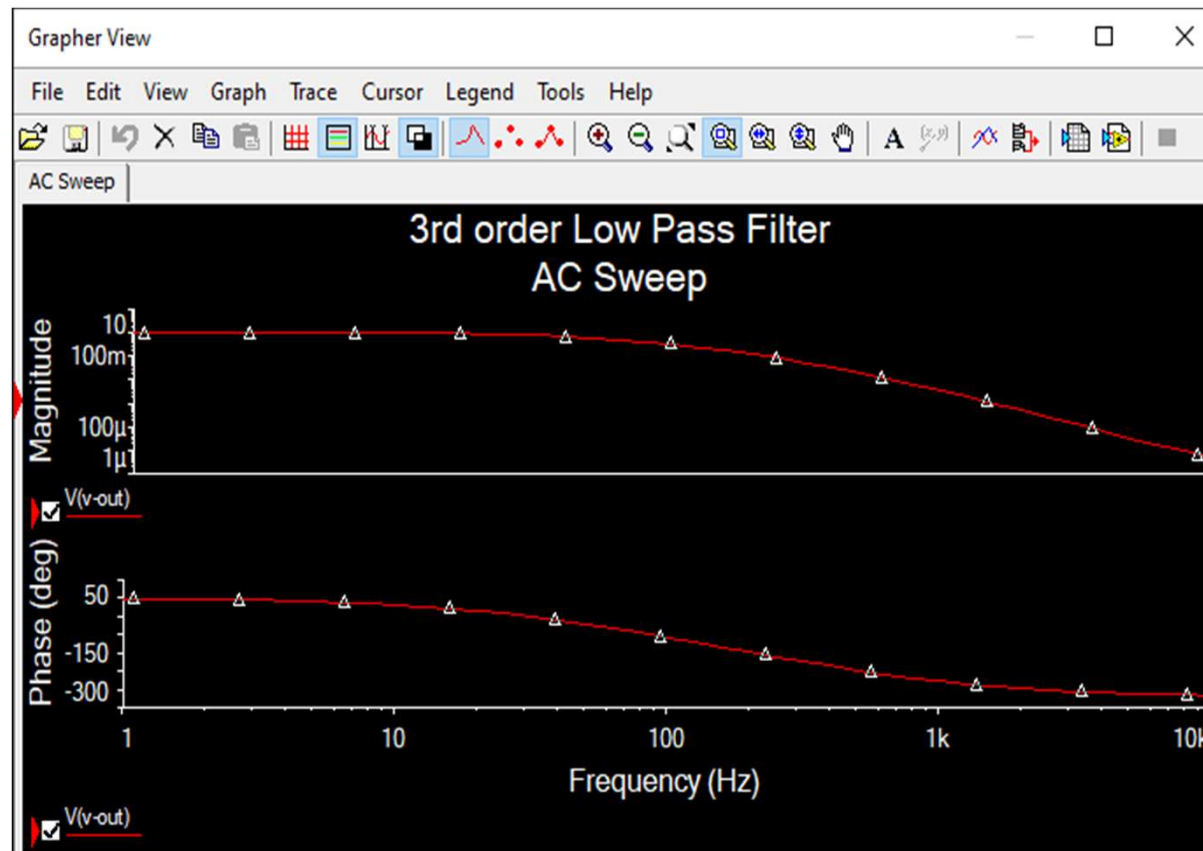 Grapher View
File Edit View Graph Trace Cursor Legend Tools Help
A (x,y)
AC Sweep
3rd order Low Pass Filter
AC Sweep
Magnitude
10
100m
100µ
1µ
V(v-out)
Phase (deg)
50
-150
-300
1 10 100 1k 10k
Frequency (Hz)
V(v-out)